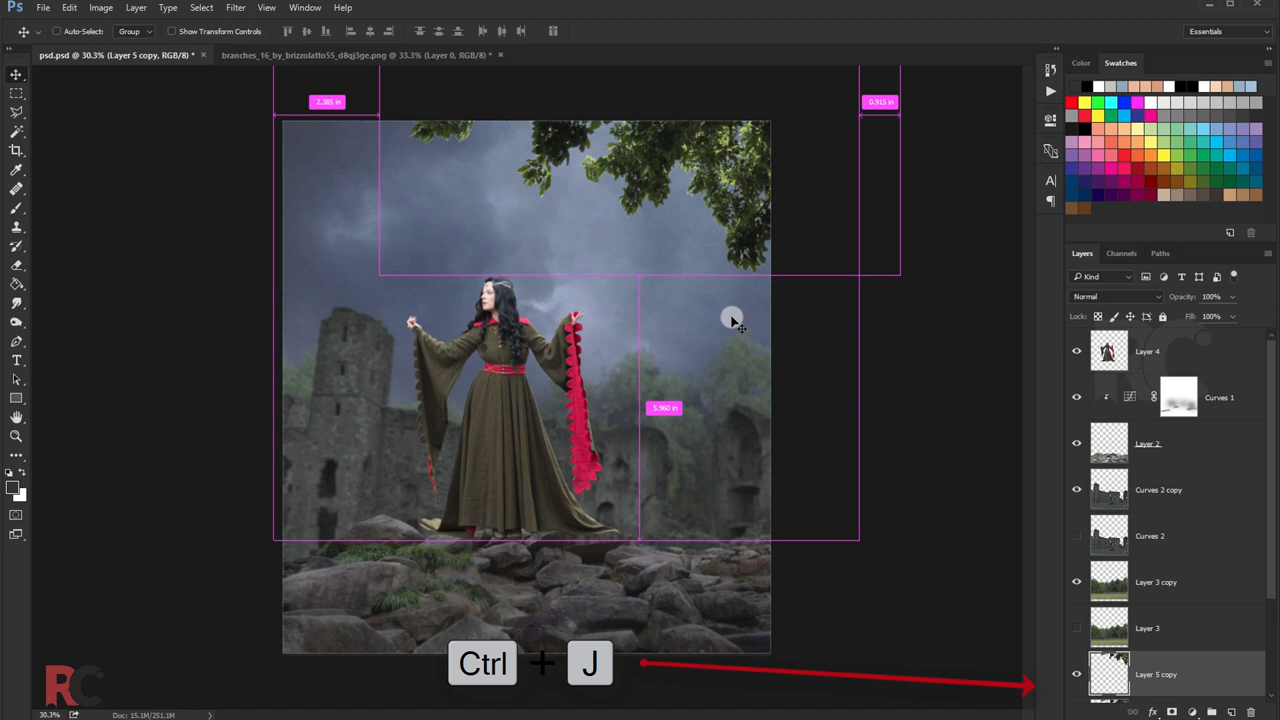 Ps File Edit Image Layer Type Select Filter View Window Help
Auto-Select: Group Show Transform Controls Essentials
psd.psd @ 30.3% (Layer 5 copy, RGB/8) * × branches_16_by_brizzolatto55_d8qj3ge.png @ 33.3% (Layer 0, RGB/8) * ×
Color Swatches
2.385 in 0.915 in
5.960 in
Layers Channels Paths
Kind
Normal Opacity: 100%
Lock: Fill: 100%
Layer 4
Curves 1
Layer 2
Curves 2 copy
Curves 2
Layer 3 copy
Layer 3
Layer 5 copy
Ctrl + J
RC
30.3% Doc: 15.1M/251.1M